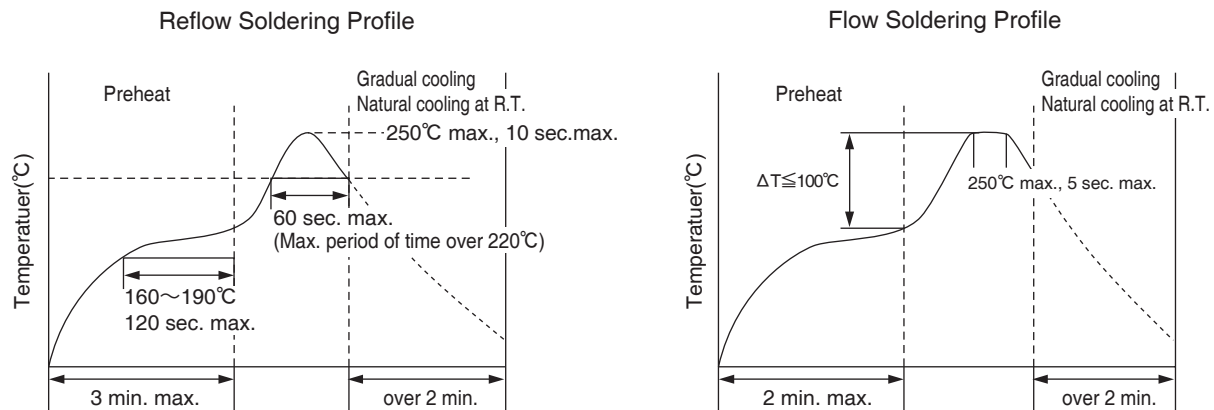 Reflow Soldering Profile
Temperatuer(℃)
Preheat
Gradual cooling
Natural cooling at R.T.
250℃ max., 10 sec.max.
60 sec. max.
(Max. period of time over 220℃)
160～190℃
120 sec. max.
3 min. max.
over 2 min.
Flow Soldering Profile
Temperatuer(℃)
Preheat
Gradual cooling
Natural cooling at R.T.
ΔT≦100℃
250℃ max., 5 sec. max.
2 min. max.
over 2 min.